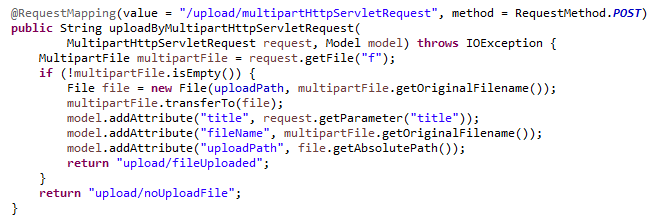 @RequestMapping(value = "/upload/multipartHttpServletRequest", method = RequestMethod.POST)
public String uploadByMultipartHttpServletRequest(
        MultipartHttpServletRequest request, Model model) throws IOException {
    MultipartFile multipartFile = request.getFile("f");
    if (!multipartFile.isEmpty()) {
        File file = new File(uploadPath, multipartFile.getOriginalFilename());
        multipartFile.transferTo(file);
        model.addAttribute("title", request.getParameter("title"));
        model.addAttribute("fileName", multipartFile.getOriginalFilename());
        model.addAttribute("uploadPath", file.getAbsolutePath());
        return "upload/fileUploaded";
    }
    return "upload/noUploadFile";
}